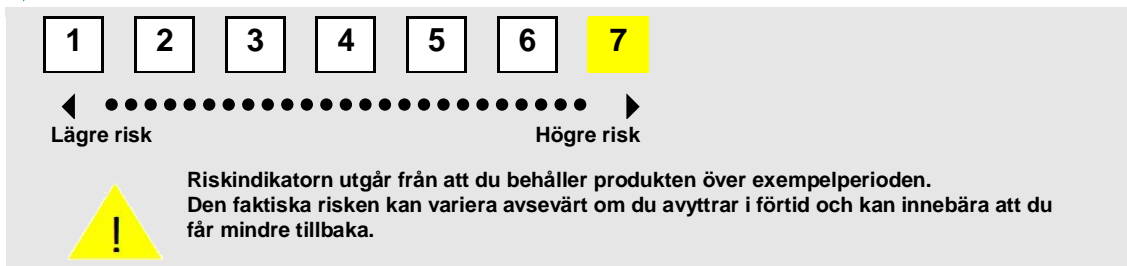 1 2 3 4 5 6 7
Lägre risk Högre risk
Riskindikatorn utgår från att du behåller produkten över exempelperioden.
Den faktiska risken kan variera avsevärt om du avyttrar i förtid och kan innebära att du
får mindre tillbaka.
!